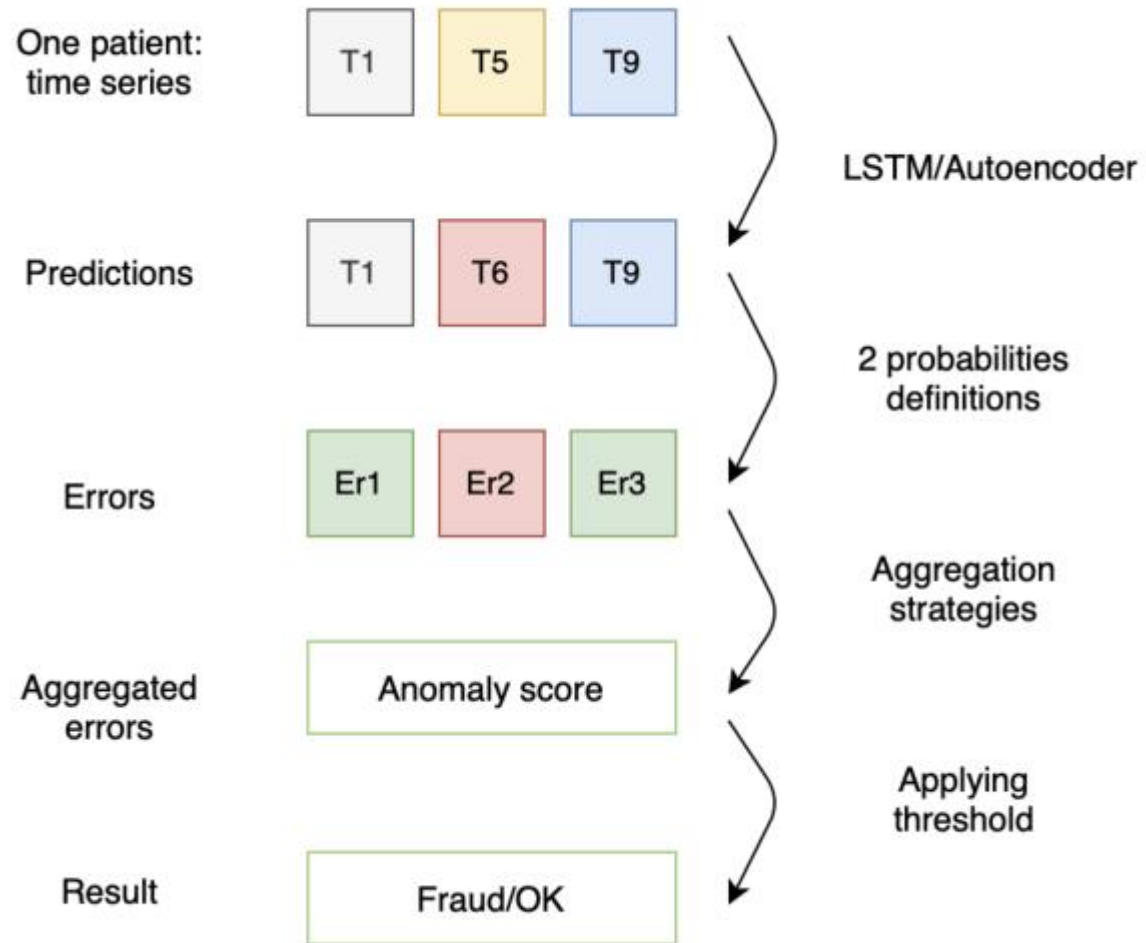 One patient:
time series
T1
T5
T9
LSTM/Autoencoder
Predictions
T1
T6
T9
2 probabilities
definitions
Errors
Er1
Er2
Er3
Aggregation
strategies
Aggregated
errors
Anomaly score
Applying
threshold
Result
Fraud/OK